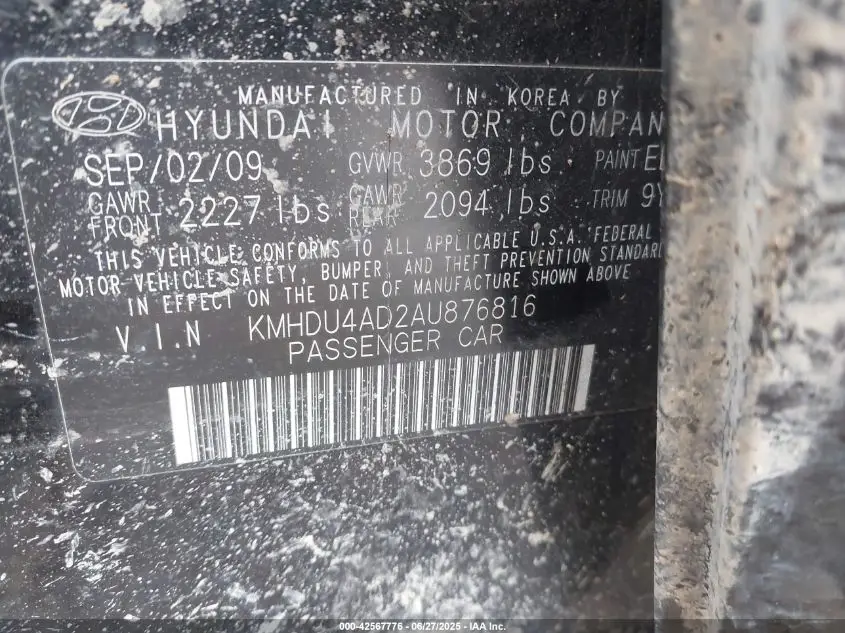 MANUFACTURED IN KOREA BY
HYUNDAI MOTOR COMPAN
SEP/02/09 GVWR 3869 lbs PAINT
GAWR FRONT 2227 lbs GAWR REAR 2094 lbs TRIM 9Y
THIS VEHICLE CONFORMS TO ALL APPLICABLE U.S.A. FEDERAL
MOTOR-VEHICLE SAFETY, BUMPER, AND THEFT PREVENTION STANDAR
IN EFFECT ON THE DATE OF MANUFACTURE SHOWN ABOVE
V.I.N KMHDU4AD2AU876816
PASSENGER CAR
000-42567776 - 06/27/2025 - IAA Inc.